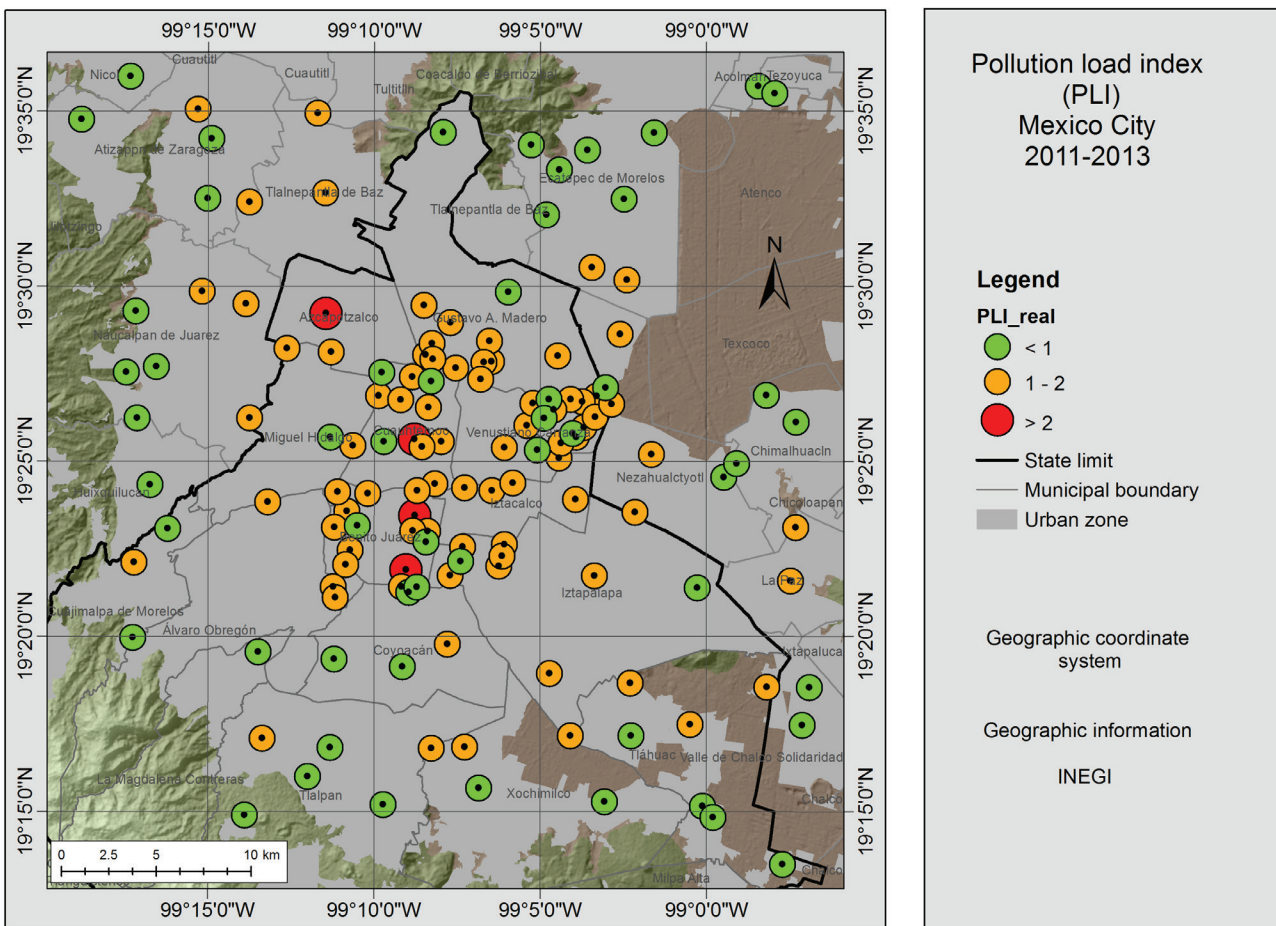 99°15'0"W 99°10'0"W 99°5'0"W 99°0'0"W
Cuautitl
Nico
Cuautitl
Tultitln
Coacalco de Berriozbal
Acolman
Tezoyuca
19°35'0"N 19°35'0"N
Atizappn de Zaragoza
Tlalnepantla de Baz
Ecatepec de Morelos
Atenco
Tlalnepantla de Baz
19°30'0"N 19°30'0"N
Azcapotzalco
Gustavo A. Madero
Naucalpan de Juarez
Texcoco
Miguel Hidalgo
Cuauhtémoc
Venustiano Carranza
Chimalhuacln
19°25'0"N 19°25'0"N
Nezahualctyotl
Huixquilucan
Iztacalco
Chicoloapan
Benito Juárez
Iztapalapa
La Paz
Cuajimalpa de Morelos
19°20'0"N 19°20'0"N
Álvaro Obregón
Coyoacán
Ixtapaluca
Tláhuac
Valle de Chalco Solidaridad
La Magdalena Contreras
Tlalpan
Xochimilco
Chalco
19°15'0"N 19°15'0"N
0 2.5 5 10 km
Milpa Alta
Chalco
99°15'0"W 99°10'0"W 99°5'0"W 99°0'0"W
Pollution load index
(PLI)
Mexico City
2011-2013
N
Legend
PLI_real
< 1
1 - 2
> 2
State limit
Municipal boundary
Urban zone
Geographic coordinate
system
Geographic information
INEGI